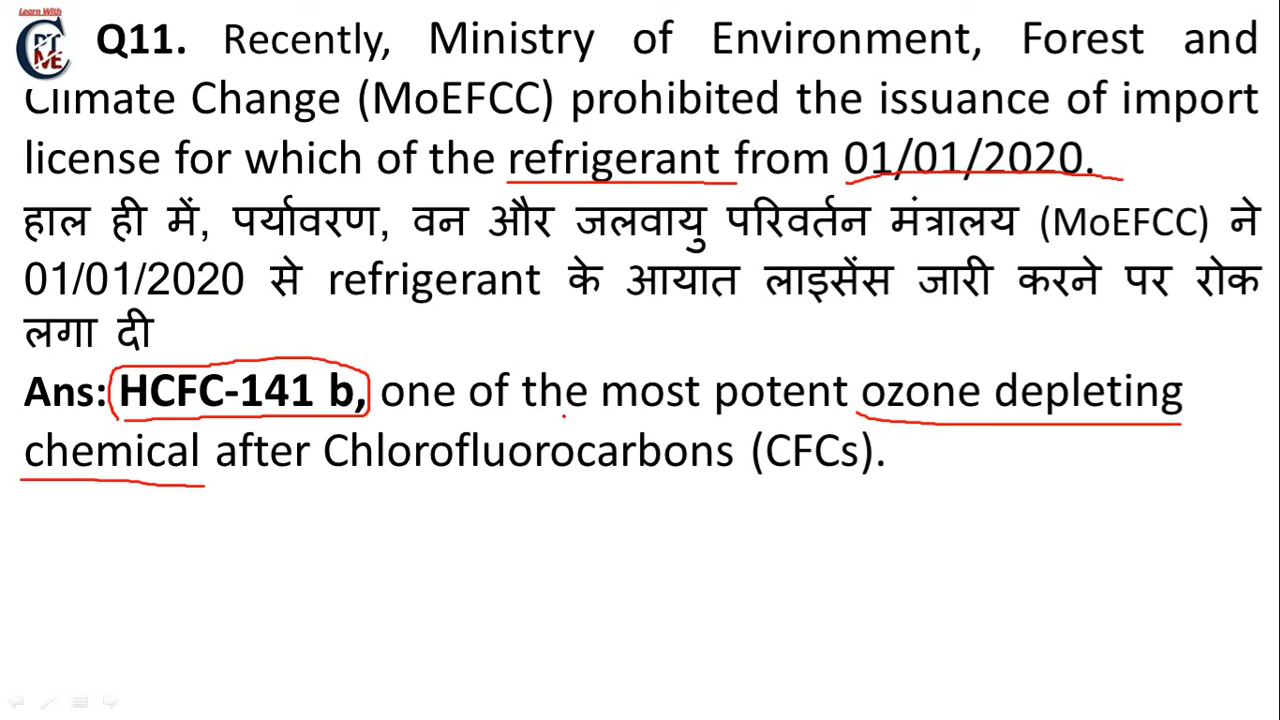 Learn With
CPTME
Q11. Recently, Ministry of Environment, Forest and
Climate Change (MoEFCC) prohibited the issuance of import
license for which of the refrigerant from 01/01/2020.
हाल ही में, पर्यावरण, वन और जलवायु परिवर्तन मंत्रालय (MoEFCC) ने
01/01/2020 से refrigerant के आयात लाइसेंस जारी करने पर रोक
लगा दी
Ans: HCFC-141 b, one of the most potent ozone depleting
chemical after Chlorofluorocarbons (CFCs).